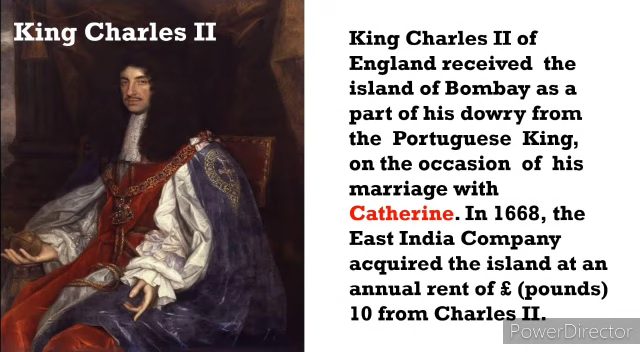 King Charles II
King Charles II of
England received the
island of Bombay as a
part of his dowry from
the Portuguese King,
on the occasion of his
marriage with
Catherine. In 1668, the
East India Company
acquired the island at an
annual rent of £ (pounds)
10 from Charles II.
PowerDirector